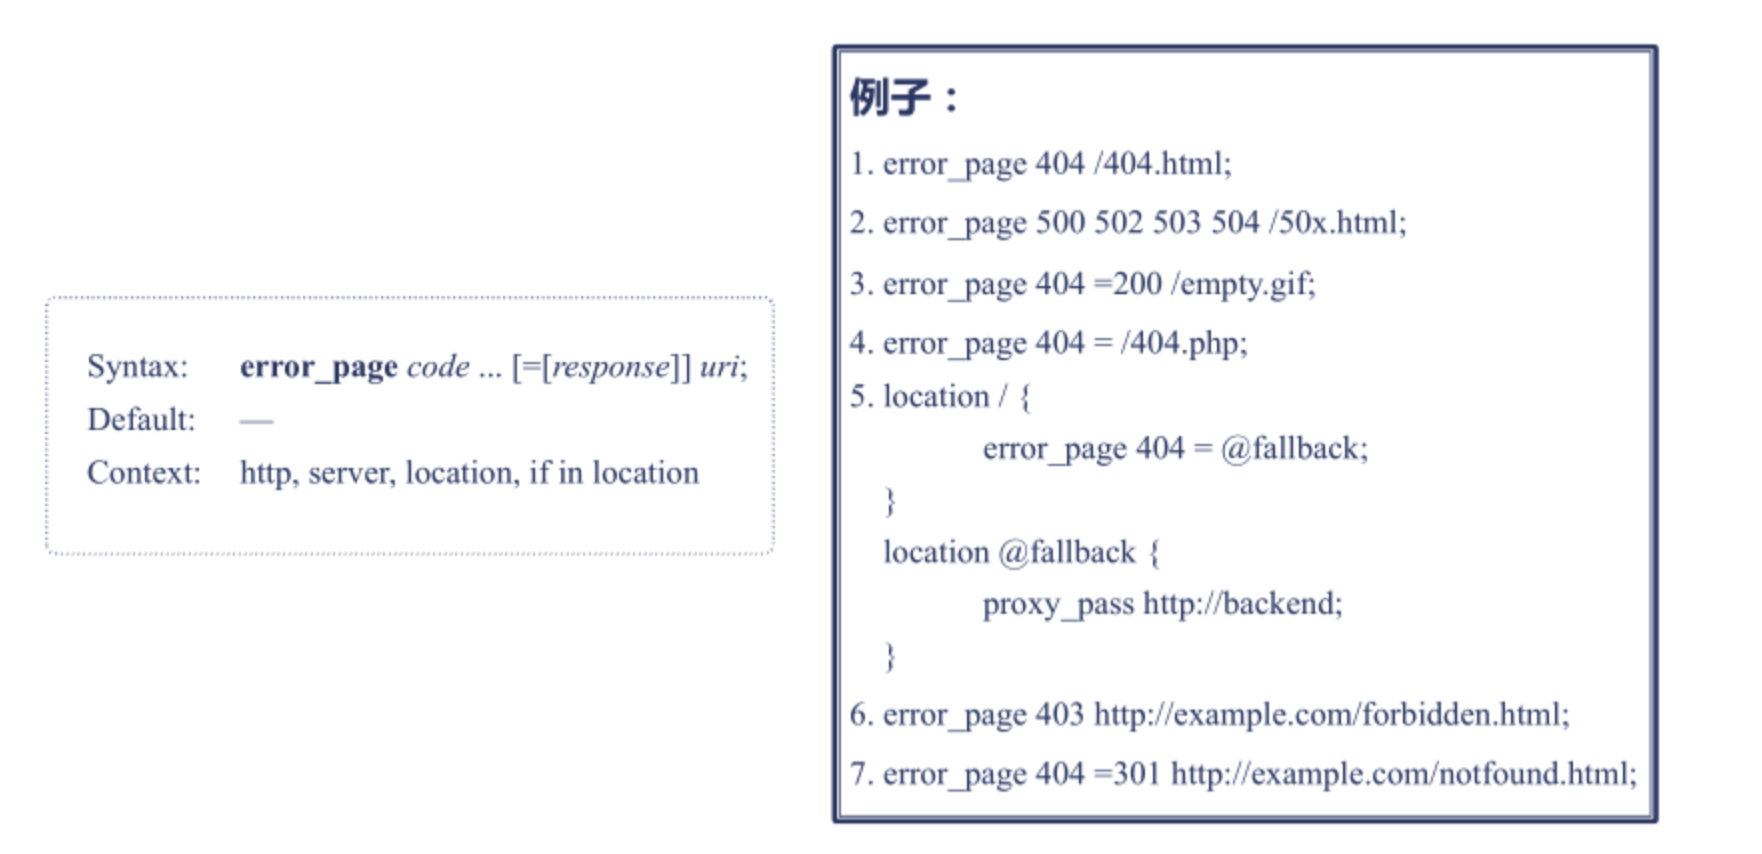 Syntax: error_page code ... [=[response]] uri;
Default: —
Context: http, server, location, if in location
例子：
1. error_page 404 /404.html;
2. error_page 500 502 503 504 /50x.html;
3. error_page 404 =200 /empty.gif;
4. error_page 404 = /404.php;
5. location / {
error_page 404 = @fallback;
}
location @fallback {
proxy_pass http://backend;
}
6. error_page 403 http://example.com/forbidden.html;
7. error_page 404 =301 http://example.com/notfound.html;